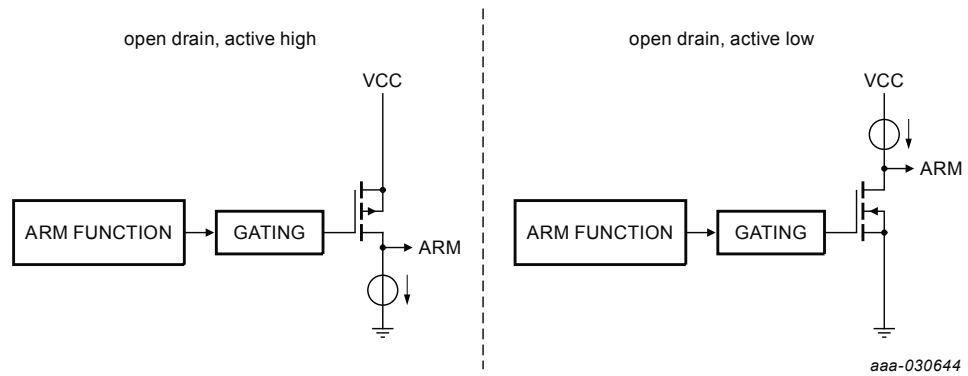 open drain, active high
VCC
ARM FUNCTION
GATING
ARM
open drain, active low
VCC
ARM
ARM FUNCTION
GATING
aaa-030644